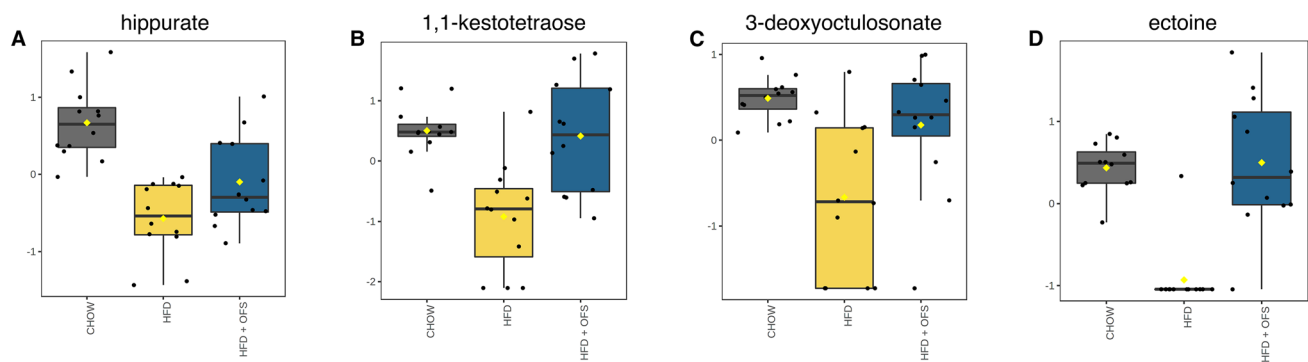 A
hippurate
1
0
-1
CHOW
HFD
HFD + OFS
B
1,1-kestotetraose
1
0
-1
-2
CHOW
HFD
HFD + OFS
C
3-deoxyoctulosonate
1
0
-1
CHOW
HFD
HFD + OFS
D
ectoine
1
0
-1
CHOW
HFD
HFD + OFS